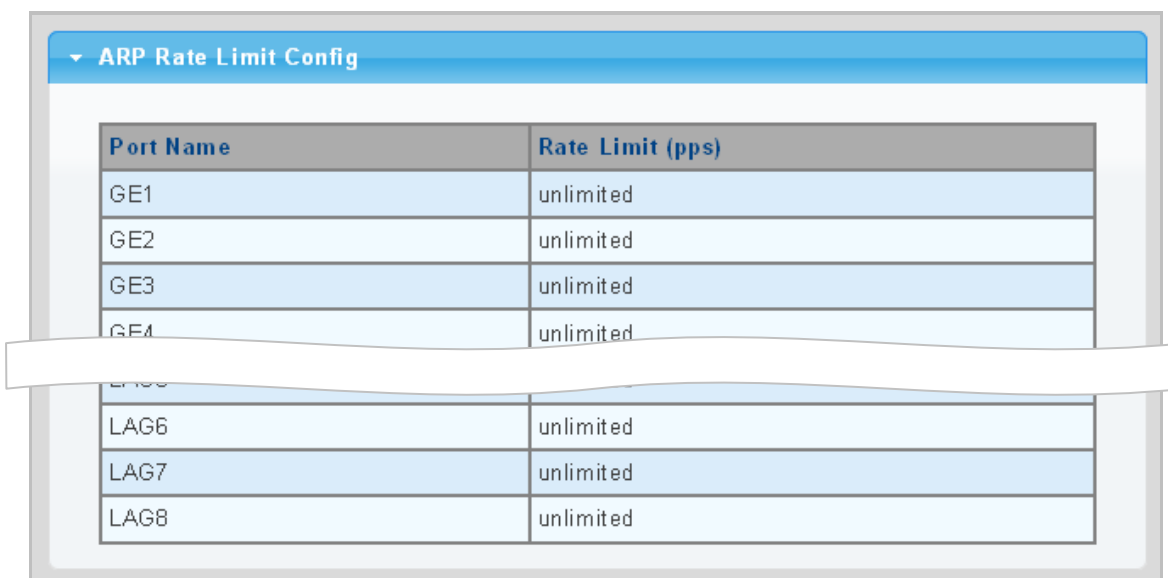 ARP Rate Limit Config
Port Name Rate Limit (pps)
GE1 unlimited
GE2 unlimited
GE3 unlimited
GE4 unlimited
LAG6 unlimited
LAG7 unlimited
LAG8 unlimited